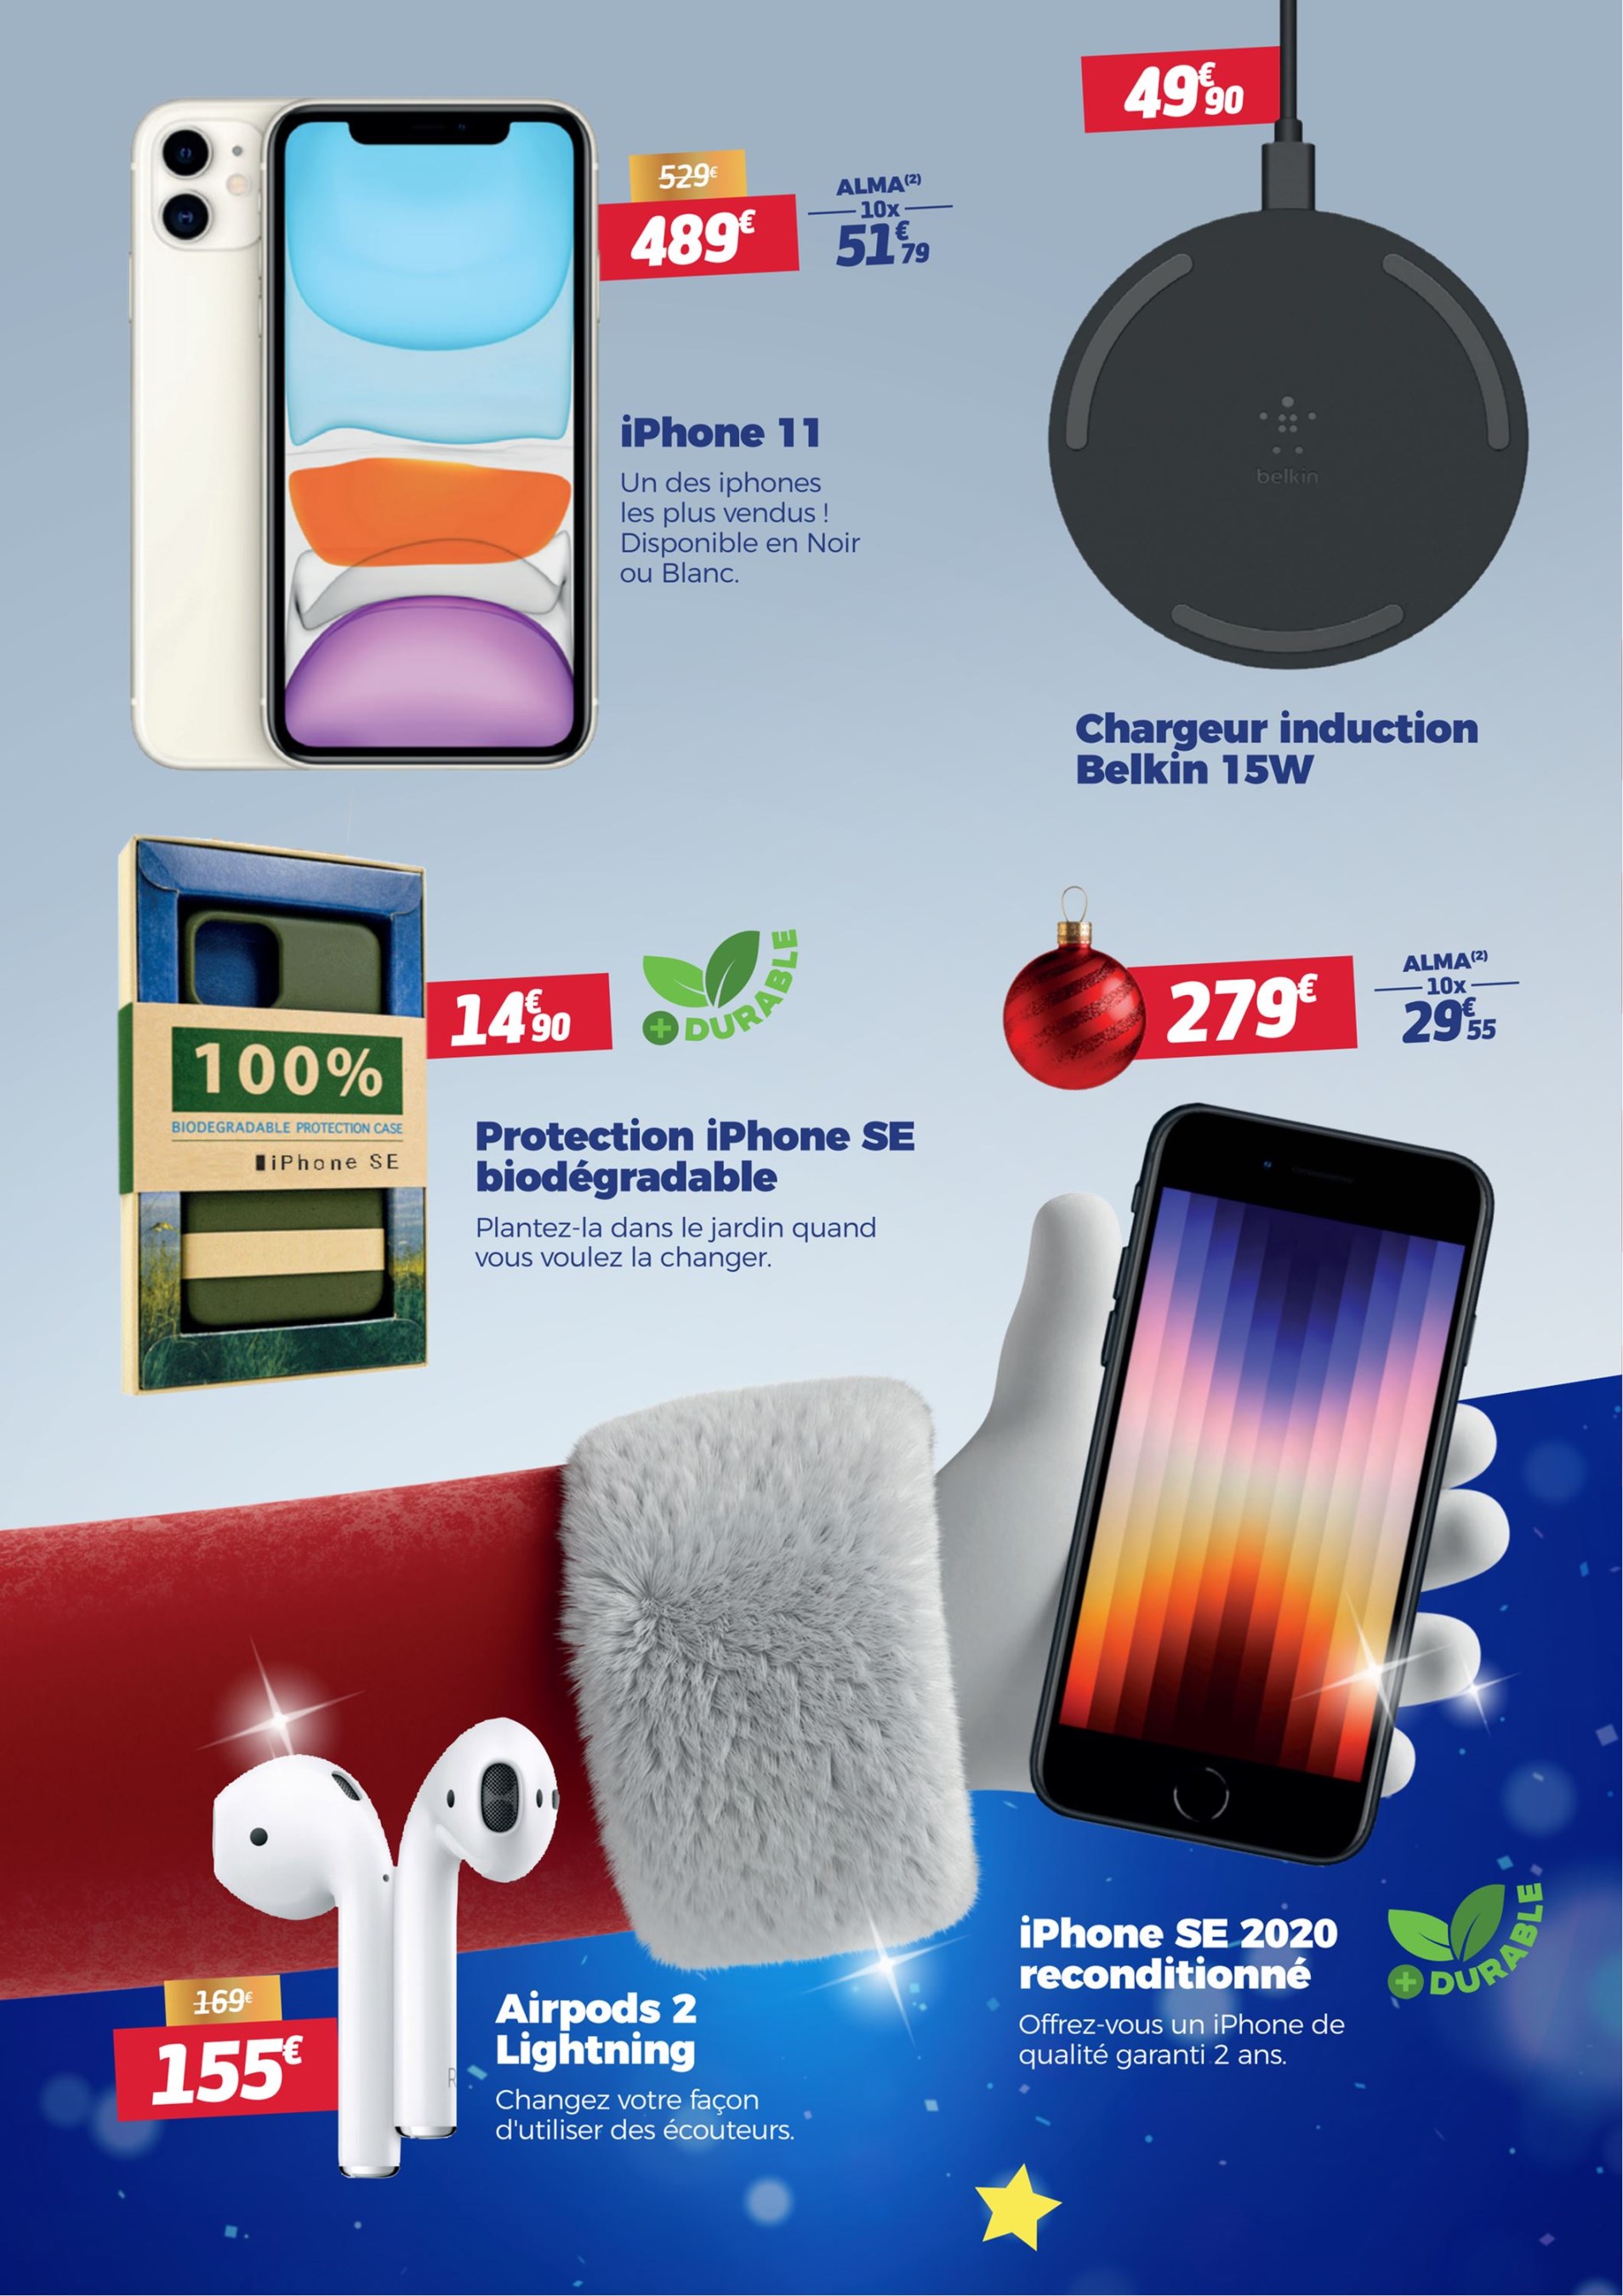 49€90
529€
489€
ALMA(2)
10x
51€79
iPhone 11
Un des iphones
les plus vendus !
Disponible en Noir
ou Blanc.
belkin
Chargeur induction
Belkin 15W
100%
BIODEGRADABLE PROTECTION CASE
iPhone SE
14€90
+ DURABLE
Protection iPhone SE
biodégradable
Plantez-la dans le jardin quand
vous voulez la changer.
279€
ALMA(2)
10x
29€55
169€
155€
Airpods 2
Lightning
Changez votre façon
d'utiliser des écouteurs.
R
iPhone SE 2020
reconditionné
Offrez-vous un iPhone de
qualité garanti 2 ans.
+ DURABLE